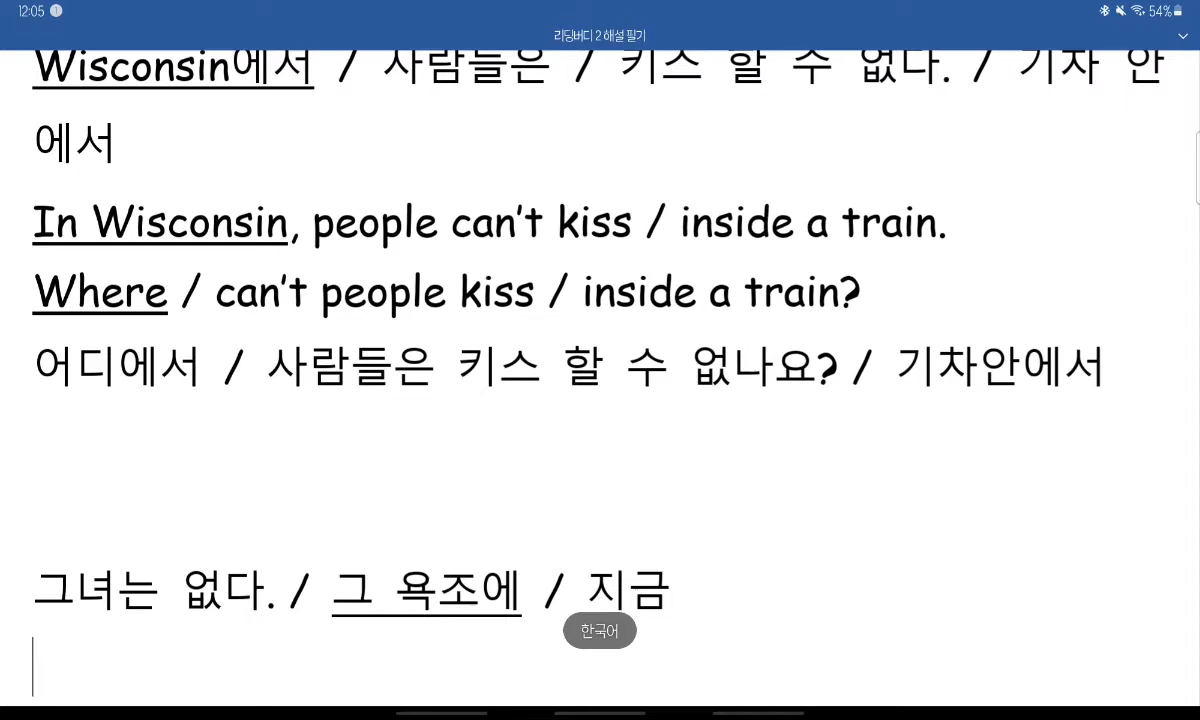 12:05
54%
리딩버디 2 해설 필기
Wisconsin에서 / 사람들은 / 키스 할 수 없다. / 기차 안
에서
In Wisconsin, people can't kiss / inside a train.
Where / can't people kiss / inside a train?
어디에서 / 사람들은 키스 할 수 없나요? / 기차안에서
그녀는 없다. / 그 욕조에 / 지금
한국어